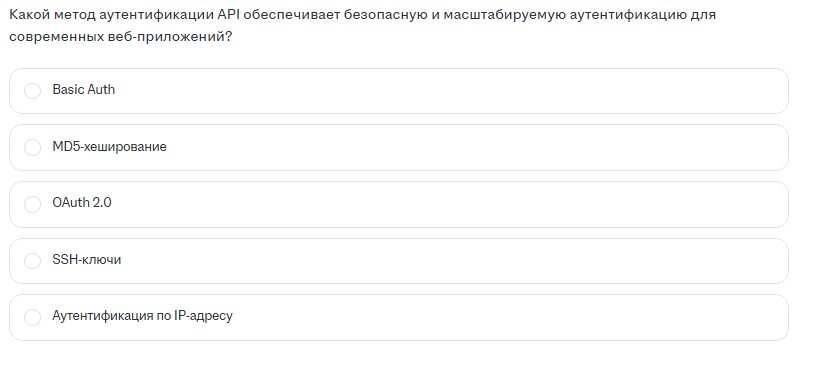 Какой метод аутентификации API обеспечивает безопасную и масштабируемую аутентификацию для
современных веб-приложений?
Basic Auth
MD5-хеширование
OAuth 2.0
SSH-ключи
Аутентификация по IP-адресу